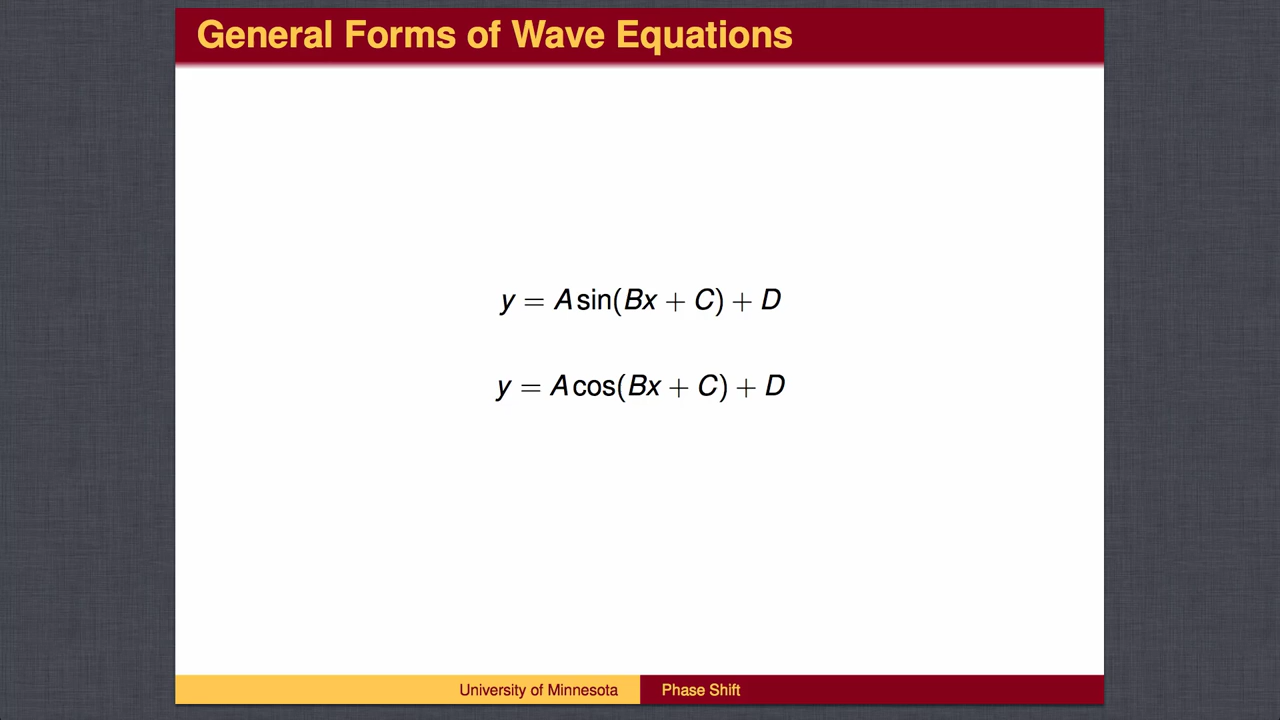 General Forms of Wave Equations
y = A sin(Bx + C) + D
y = A cos(Bx + C) + D
University of Minnesota
Phase Shift